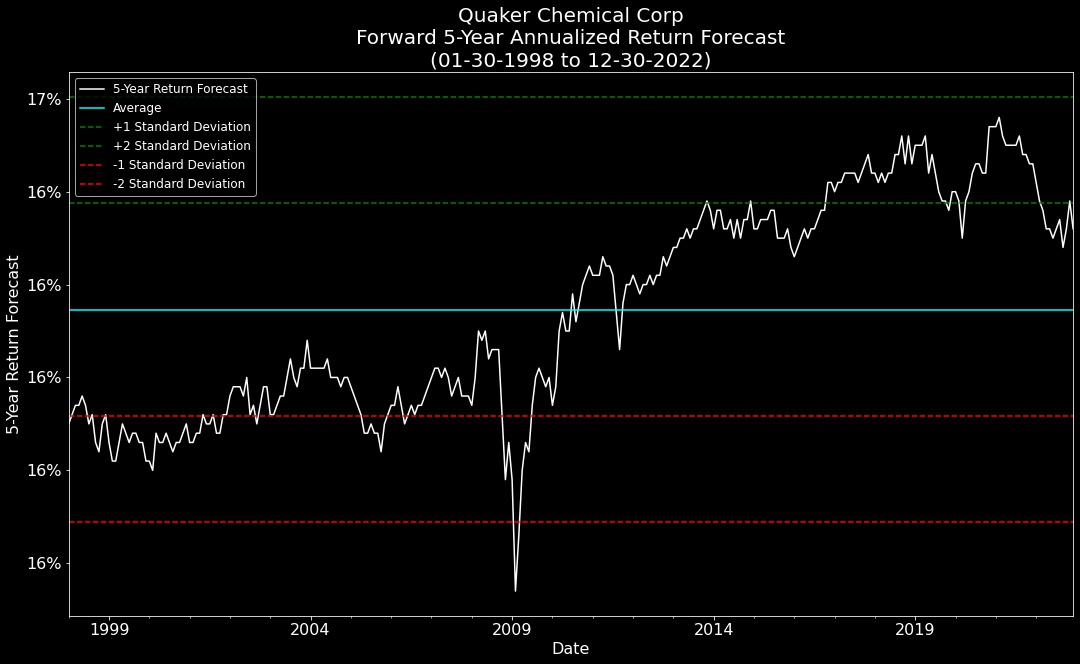 Quaker Chemical Corp
Forward 5-Year Annualized Return Forecast
(01-30-1998 to 12-30-2022)
5-Year Return Forecast
Average
+1 Standard Deviation
+2 Standard Deviation
-1 Standard Deviation
-2 Standard Deviation
17%
16%
16%
16%
16%
16%
5-Year Return Forecast
1999
2004
2009
2014
2019
Date